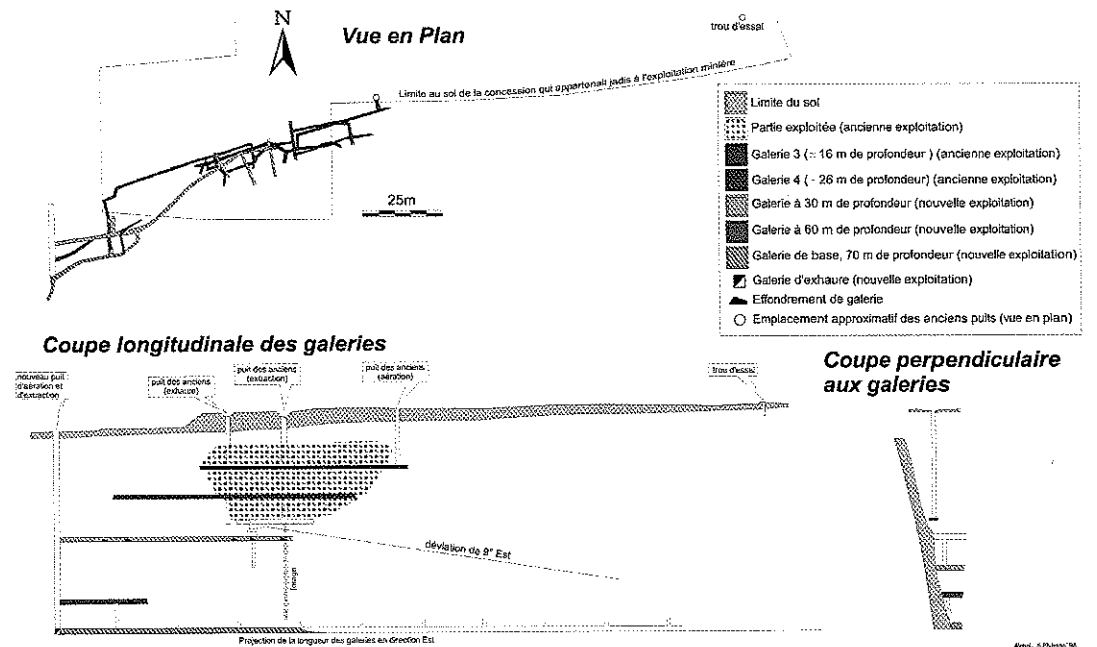 N
Vue en Plan
trou d'essai
Limite au sol de la concession qui appartenait jadis à l'exploitation minière
25m
Limite du sol
Partie exploitée (ancienne exploitation)
Galerie 3 (≈ 16 m de profondeur ) (ancienne exploitation)
Galerie 4 ( - 26 m de profondeur) (ancienne exploitation)
Galerie à 30 m de profondeur (nouvelle exploitation)
Galerie à 60 m de profondeur (nouvelle exploitation)
Galerie de base, 70 m de profondeur (nouvelle exploitation)
Galerie d'exhaure (nouvelle exploitation)
Effondrement de galerie
Emplacement approximatif des anciens puits (vue en plan)
Coupe longitudinale des galeries
nouveau puit
d'aération et
d'extraction
puit des anciens
(exhaure)
puit des anciens
(extraction)
puit des anciens
(aération)
trou d'essai
Coupe perpendiculaire
aux galeries
déviation de 8° Est
forage
Projection de la longueur des galeries en direction Est